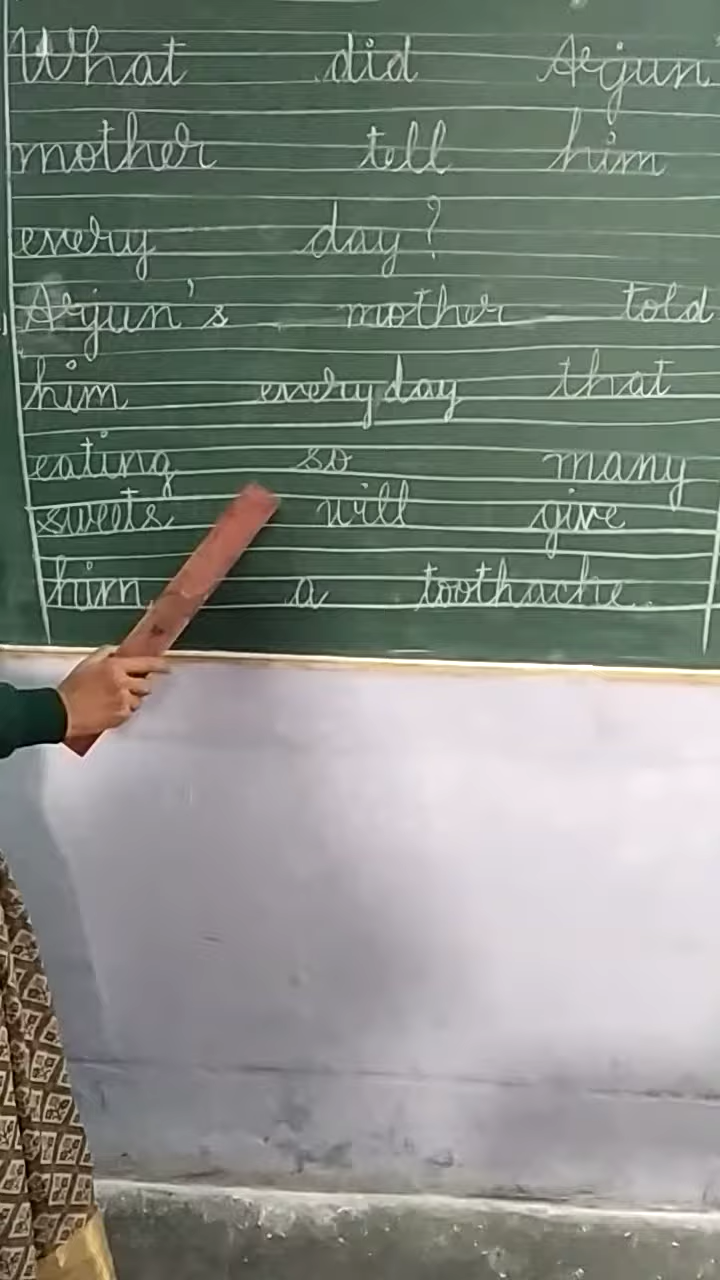 What did Arjun
mother tell him
every day?
Arjun's mother told
him everyday that
eating so many
sweets will give
him a toothache.